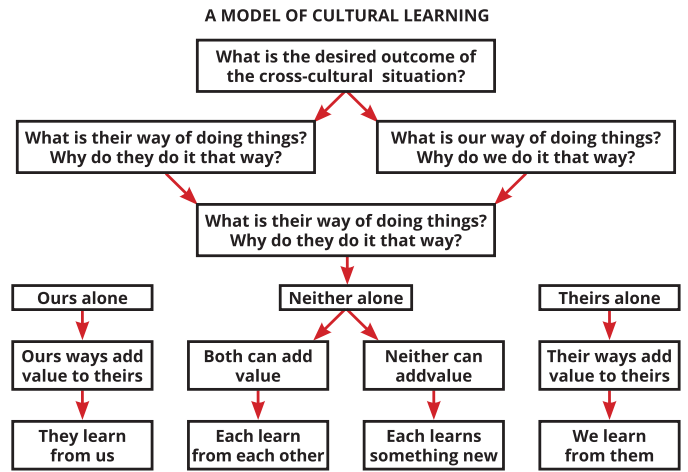 A MODEL OF CULTURAL LEARNING
What is the desired outcome of
the cross-cultural situation?
What is their way of doing things?
Why do they do it that way?
What is our way of doing things?
Why do we do it that way?
What is their way of doing things?
Why do they do it that way?
Ours alone
Neither alone
Theirs alone
Ours ways add
value to theirs
Both can add
value
Neither can
addvalue
Their ways add
value to theirs
They learn
from us
Each learn
from each other
Each learns
something new
We learn
from them